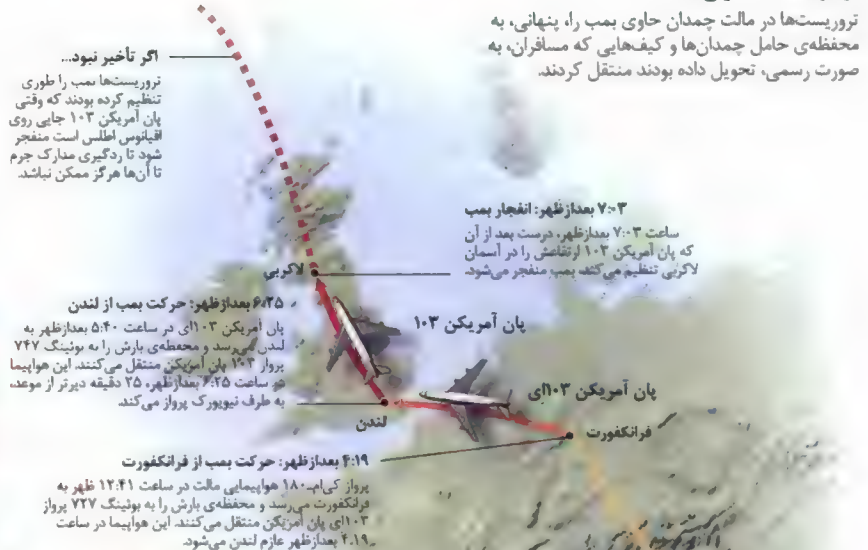 تروریست‌ها در مالت چمدان حاوی بمب را، پنهانی، به
محفظه‌ی حامل چمدان‌ها و کیف‌هایی که مسافران، به
صورت رسمی، تحویل داده بودند منتقل کردند.
اگر تأخیر نبود...
تروریست‌ها بمب را طوری
تنظیم کرده بودند که وقتی
پان آمریکن ۱۰۳ جایی روی
اقیانوس اطلس است منفجر
شود تا ردگیری مدارک جرم
تا آن‌ها هرگز ممکن نباشد.
۷:۰۳ بعدازظهر: انفجار بمب
ساعت ۷:۰۳ بعدازظهر، درست بعد از آن
که پان آمریکن ۱۰۳ ارتفاعش را در آسمان
لاکربی تنظیم می‌کند، بمب منفجر می‌شود.
لاکربی
۶:۲۵ بعدازظهر: حرکت بمب از لندن
پان آمریکن ۱۰۳ای در ساعت ۵:۴۰ بعدازظهر به
لندن می‌رسد و محفظه‌ی بارش را به بوئینگ ۷۴۷
پرواز ۱۰۳ پان آمریکن منتقل می‌کنند. این هواپیما
در ساعت ۶:۲۵ بعدازظهر، ۲۵ دقیقه دیرتر از موعد،
به طرف نیویورک پرواز می‌کند.
پان آمریکن ۱۰۳
پان آمریکن ۱۰۳ای
لندن
فرانکفورت
۴:۱۹ بعدازظهر: حرکت بمب از فرانکفورت
پرواز کی‌ام‌ـ۱۸۰ هواپیمایی مالت در ساعت ۱۲:۴۱ ظهر به
فرانکفورت می‌رسد و محفظه‌ی بارش را به بوئینگ ۷۲۷ پرواز
۱۰۳ای پان آمریکن منتقل می‌کنند. این هواپیما در ساعت
۴:۱۹ بعدازظهر عازم لندن می‌شود.